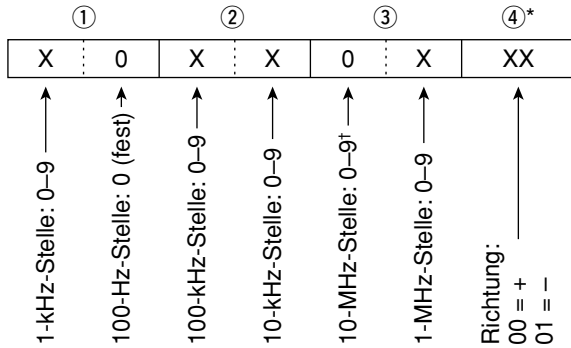 ① ② ③ ④*
X 0 X X 0 X XX
1-kHz-Stelle: 0–9
100-Hz-Stelle: 0 (fest)
100-kHz-Stelle: 0–9
10-kHz-Stelle: 0–9
10-MHz-Stelle: 0–9†
1-MHz-Stelle: 0–9
Richtung:
00 = +
01 = –